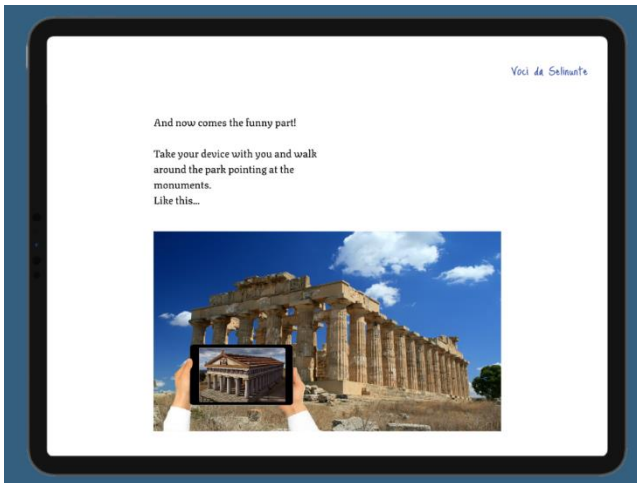 Voci da Selinunte
And now comes the funny part!
Take your device with you and walk
around the park pointing at the
monuments.
Like this...